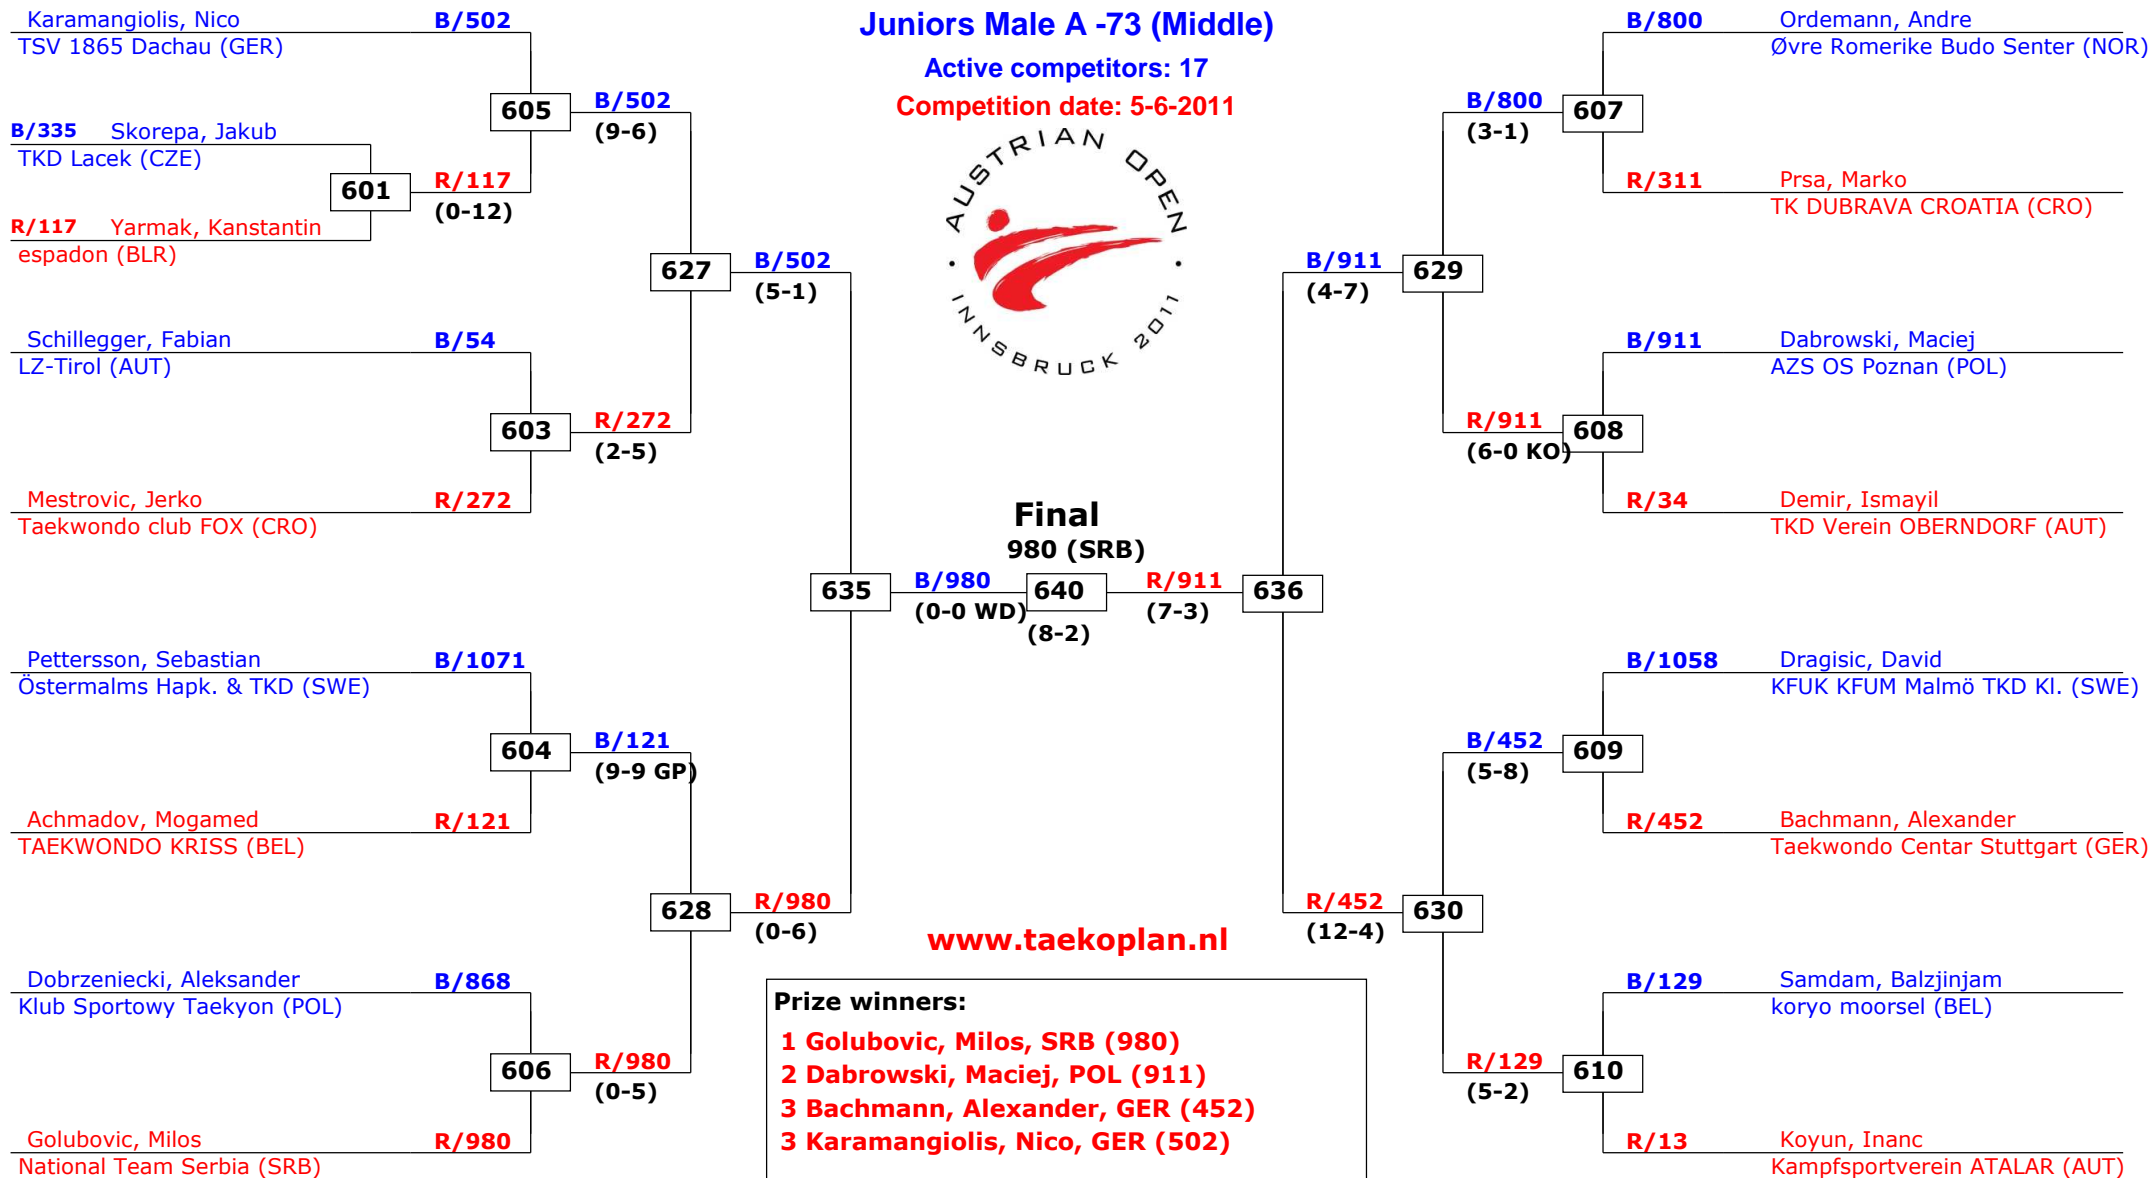 Juniors Male A -73 (Middle)
Active competitors: 17
Competition date: 5-6-2011
AUSTRIAN OPEN
· INNSBRUCK 2011 ·
Karamangiolis, Nico B/502
TSV 1865 Dachau (GER)
605
B/502
(9-6)
B/335 Skorepa, Jakub
TKD Lacek (CZE)
601
R/117
(0-12)
R/117 Yarmak, Kanstantin
espadon (BLR)
627
B/502
(5-1)
Schillegger, Fabian B/54
LZ-Tirol (AUT)
603
R/272
(2-5)
Mestrovic, Jerko R/272
Taekwondo club FOX (CRO)
635
B/980
(0-0 WD)
Pettersson, Sebastian B/1071
Östermalms Hapk. & TKD (SWE)
604
B/121
(9-9 GP)
Achmadov, Mogamed R/121
TAEKWONDO KRISS (BEL)
628
R/980
(0-6)
Dobrzeniecki, Aleksander B/868
Klub Sportowy Taekyon (POL)
606
R/980
(0-5)
Golubovic, Milos R/980
National Team Serbia (SRB)
Final
980 (SRB)
640
(8-2)
B/800 Ordemann, Andre
Øvre Romerike Budo Senter (NOR)
B/800
(3-1)
607
R/311 Prsa, Marko
TK DUBRAVA CROATIA (CRO)
B/911
(4-7)
629
B/911 Dabrowski, Maciej
AZS OS Poznan (POL)
R/911
(6-0 KO)
608
R/34 Demir, Ismayil
TKD Verein OBERNDORF (AUT)
R/911
(7-3)
636
B/1058 Dragisic, David
KFUK KFUM Malmö TKD Kl. (SWE)
B/452
(5-8)
609
R/452 Bachmann, Alexander
Taekwondo Centar Stuttgart (GER)
R/452
(12-4)
630
B/129 Samdam, Balzjinjam
koryo moorsel (BEL)
R/129
(5-2)
610
R/13 Koyun, Inanc
Kampfsportverein ATALAR (AUT)
www.taekoplan.nl
Prize winners:
1 Golubovic, Milos, SRB (980)
2 Dabrowski, Maciej, POL (911)
3 Bachmann, Alexander, GER (452)
3 Karamangiolis, Nico, GER (502)